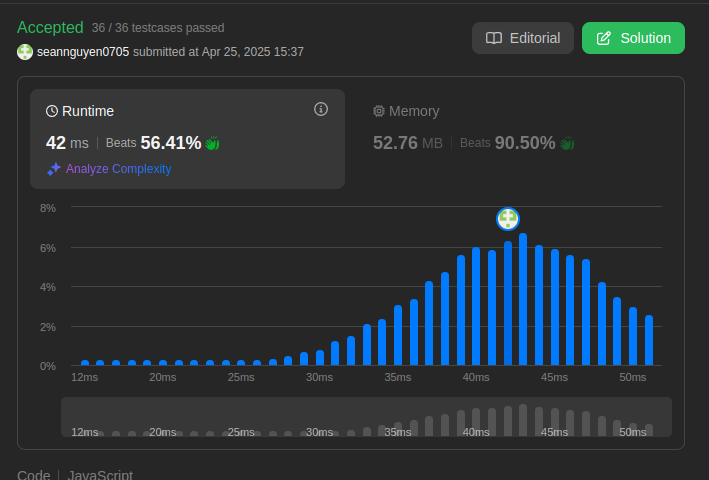 Accepted 36 / 36 testcases passed
seannguyen0705 submitted at Apr 25, 2025 15:37
Editorial
Solution
Runtime
42 ms | Beats 56.41%
Analyze Complexity
Memory
52.76 MB | Beats 90.50%
8%
6%
4%
2%
0%
12ms 20ms 25ms 30ms 35ms 40ms 45ms 50ms
12ms 20ms 25ms 30ms 35ms 40ms 45ms 50ms
Code | JavaScript